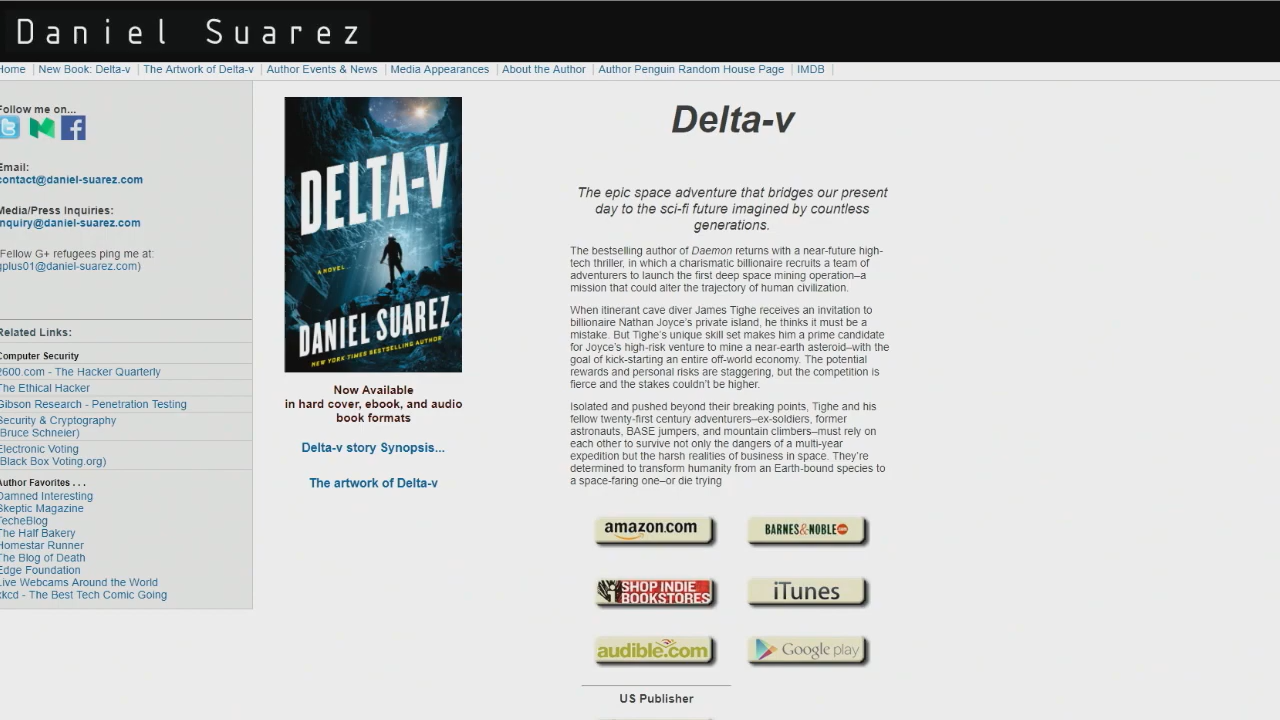 Daniel Suarez
Home | New Book: Delta-v | The Artwork of Delta-v | Author Events & News | Media Appearances | About the Author | Author Penguin Random House Page | IMDB |
Follow me on...
Email:
contact@daniel-suarez.com
Media/Press Inquiries:
inquiry@daniel-suarez.com
(Fellow G+ refugees ping me at:
gplus01@daniel-suarez.com)
Related Links:
Computer Security
2600.com - The Hacker Quarterly
The Ethical Hacker
Gibson Research - Penetration Testing
Security & Cryptography
(Bruce Schneier)
Electronic Voting
(Black Box Voting.org)
Author Favorites . . .
Damned Interesting
Skeptic Magazine
TecheBlog
The Half Bakery
Homestar Runner
The Blog of Death
Edge Foundation
Live Webcams Around the World
xkcd - The Best Tech Comic Going
DELTA-V
A NOVEL
DANIEL SUAREZ
NEW YORK TIMES BESTSELLING AUTHOR
Now Available
in hard cover, ebook, and audio
book formats
Delta-v story Synopsis...
The artwork of Delta-v
Delta-v
The epic space adventure that bridges our present
day to the sci-fi future imagined by countless
generations.
The bestselling author of Daemon returns with a near-future high-
tech thriller, in which a charismatic billionaire recruits a team of
adventurers to launch the first deep space mining operation–a
mission that could alter the trajectory of human civilization.
When itinerant cave diver James Tighe receives an invitation to
billionaire Nathan Joyce's private island, he thinks it must be a
mistake. But Tighe's unique skill set makes him a prime candidate
for Joyce's high-risk venture to mine a near-earth asteroid–with the
goal of kick-starting an entire off-world economy. The potential
rewards and personal risks are staggering, but the competition is
fierce and the stakes couldn't be higher.
Isolated and pushed beyond their breaking points, Tighe and his
fellow twenty-first century adventurers–ex-soldiers, former
astronauts, BASE jumpers, and mountain climbers–must rely on
each other to survive not only the dangers of a multi-year
expedition but the harsh realities of business in space. They're
determined to transform humanity from an Earth-bound species to
a space-faring one–or die trying
amazon.com
BARNES&NOBLE.com
SHOP INDIE
BOOKSTORES
iTunes
audible.com
Google play
US Publisher